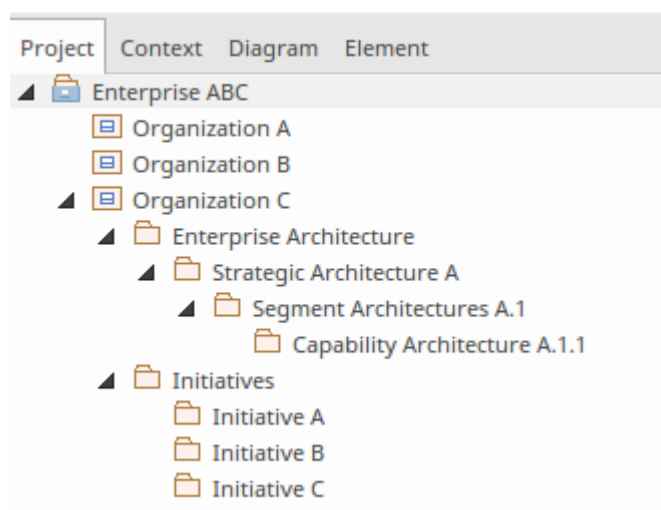 Project Context Diagram Element
Enterprise ABC
Organization A
Organization B
Organization C
Enterprise Architecture
Strategic Architecture A
Segment Architectures A.1
Capability Architecture A.1.1
Initiatives
Initiative A
Initiative B
Initiative C